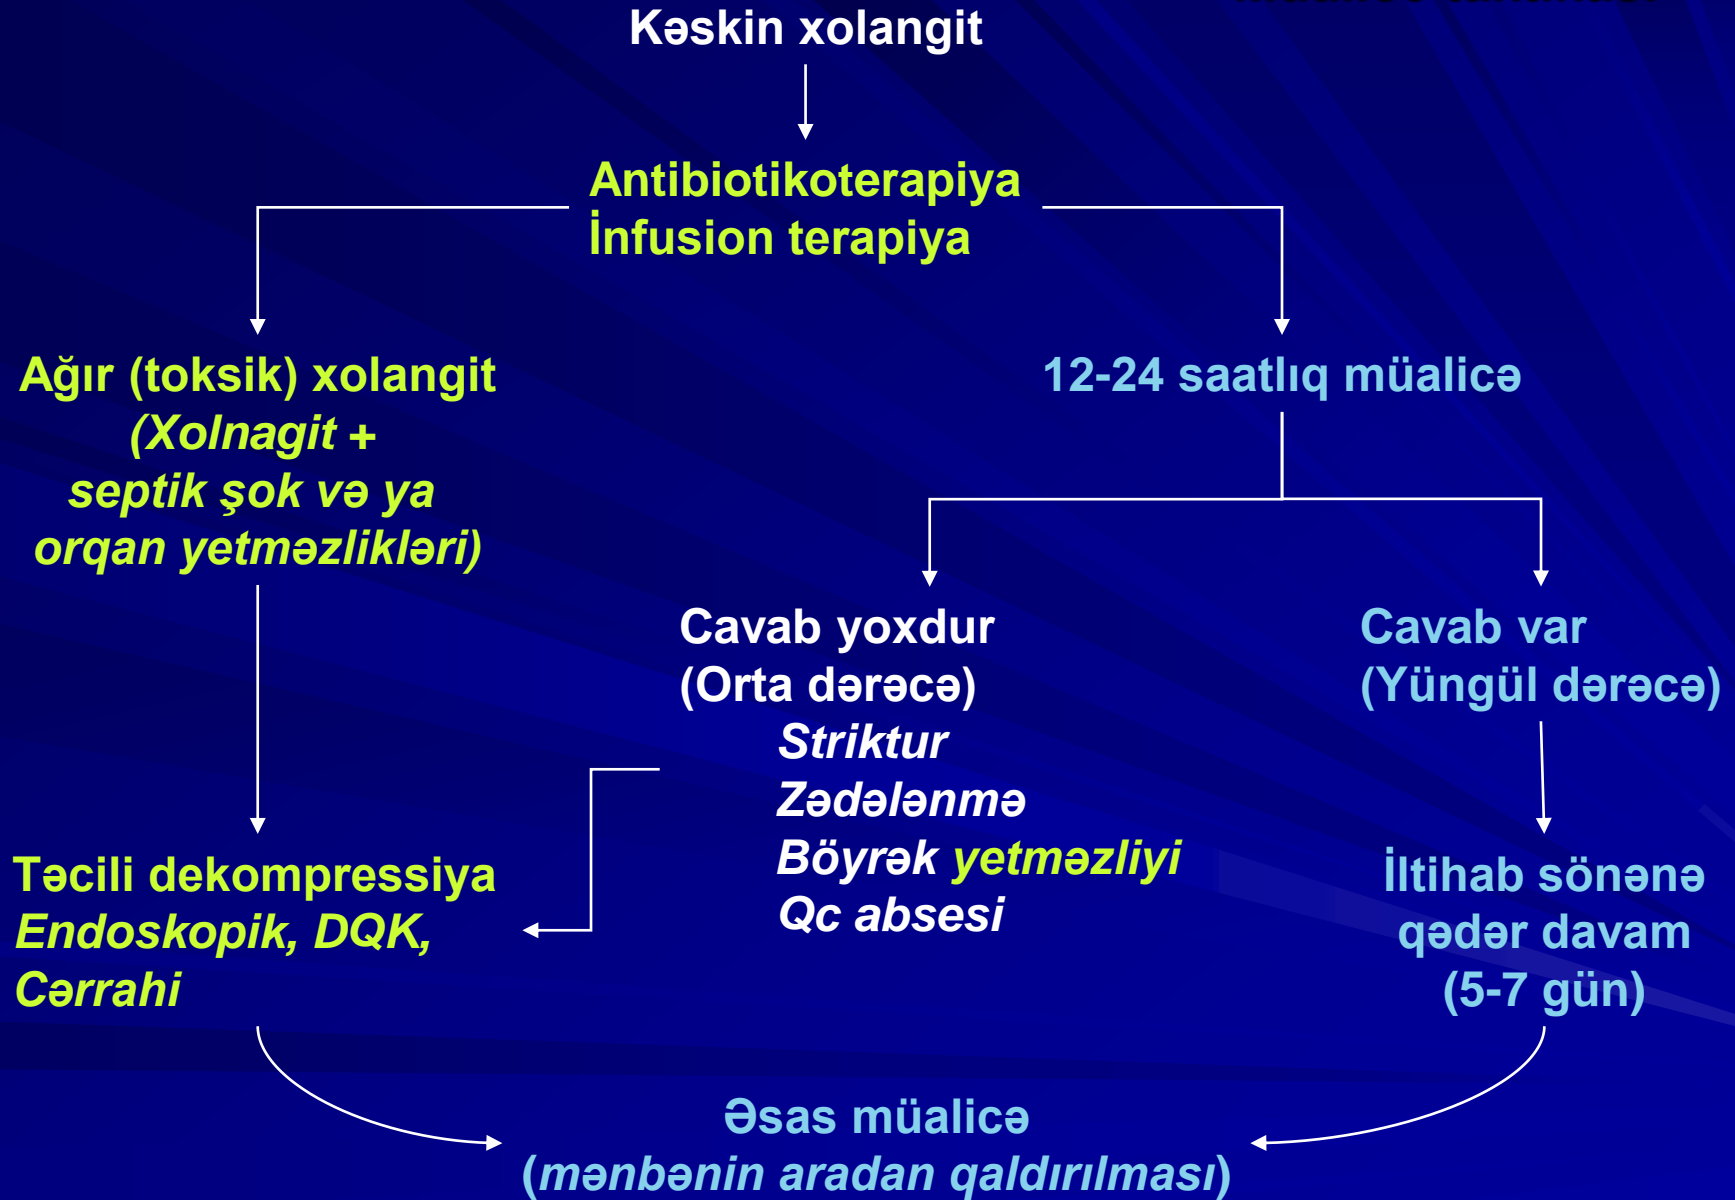 Kəskin xolangit
Antibiotikoterapiya
İnfusion terapiya
Ağır (toksik) xolangit
(Xolnagit +
septik şok və ya
orqan yetməzlikləri)
12-24 saatlıq müalicə
Cavab yoxdur
(Orta dərəcə)
Striktur
Zədələnmə
Böyrək yetməzliyi
Qc absesi
Cavab var
(Yüngül dərəcə)
Təcili dekompressiya
Endoskopik, DQK,
Cərrahi
İltihab sönənə
qədər davam
(5-7 gün)
Əsas müalicə
(mənbənin aradan qaldırılması)